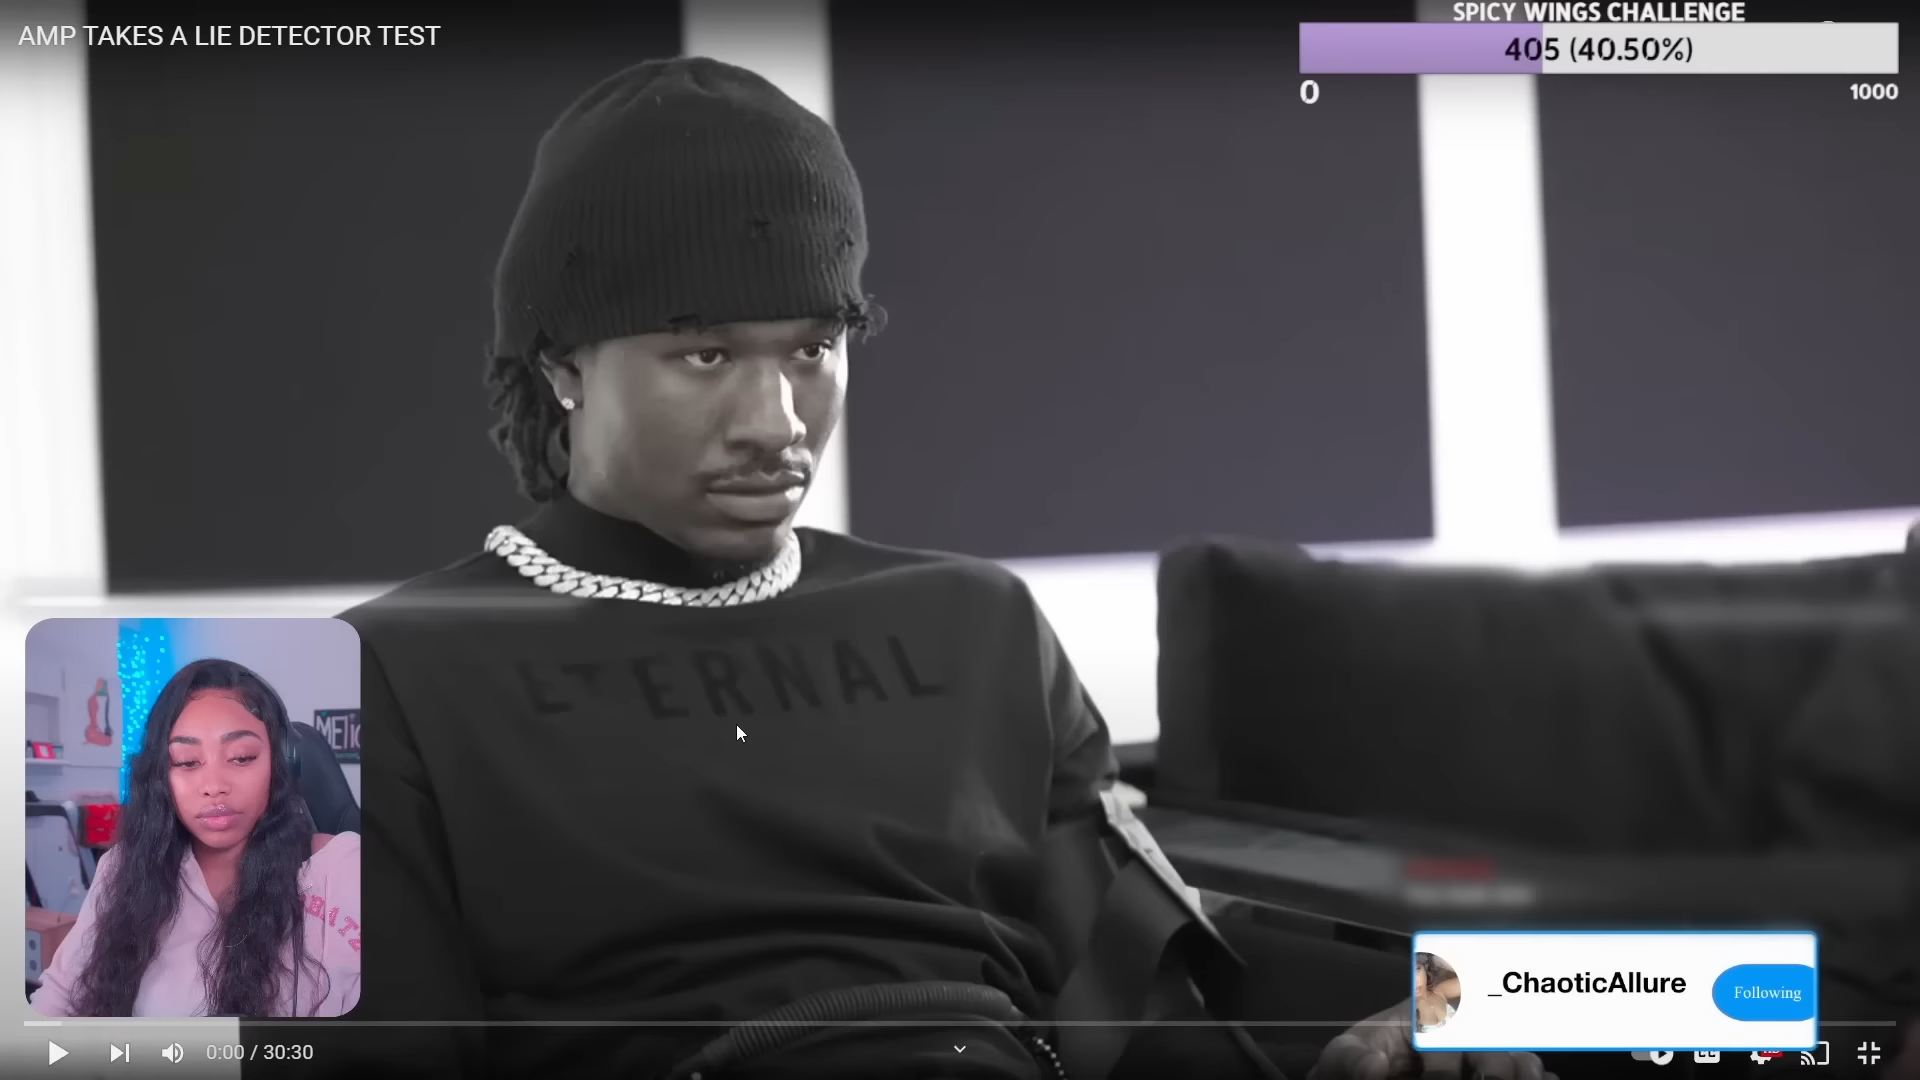 AMP TAKES A LIE DETECTOR TEST
SPICY WINGS CHALLENGE
405 (40.50%)
0
1000
ETERNAL
_ChaoticAllure
Following
0:00 / 30:30